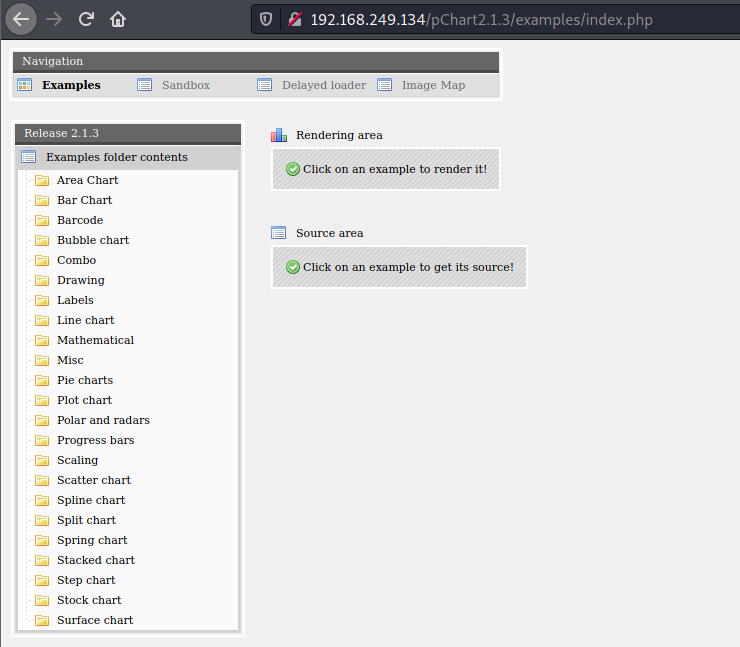 192.168.249.134/pChart2.1.3/examples/index.php
Navigation
Examples Sandbox Delayed loader Image Map
Release 2.1.3
Examples folder contents
Area Chart
Bar Chart
Barcode
Bubble chart
Combo
Drawing
Labels
Line chart
Mathematical
Misc
Pie charts
Plot chart
Polar and radars
Progress bars
Scaling
Scatter chart
Spline chart
Split chart
Spring chart
Stacked chart
Step chart
Stock chart
Surface chart
Rendering area
Click on an example to render it!
Source area
Click on an example to get its source!